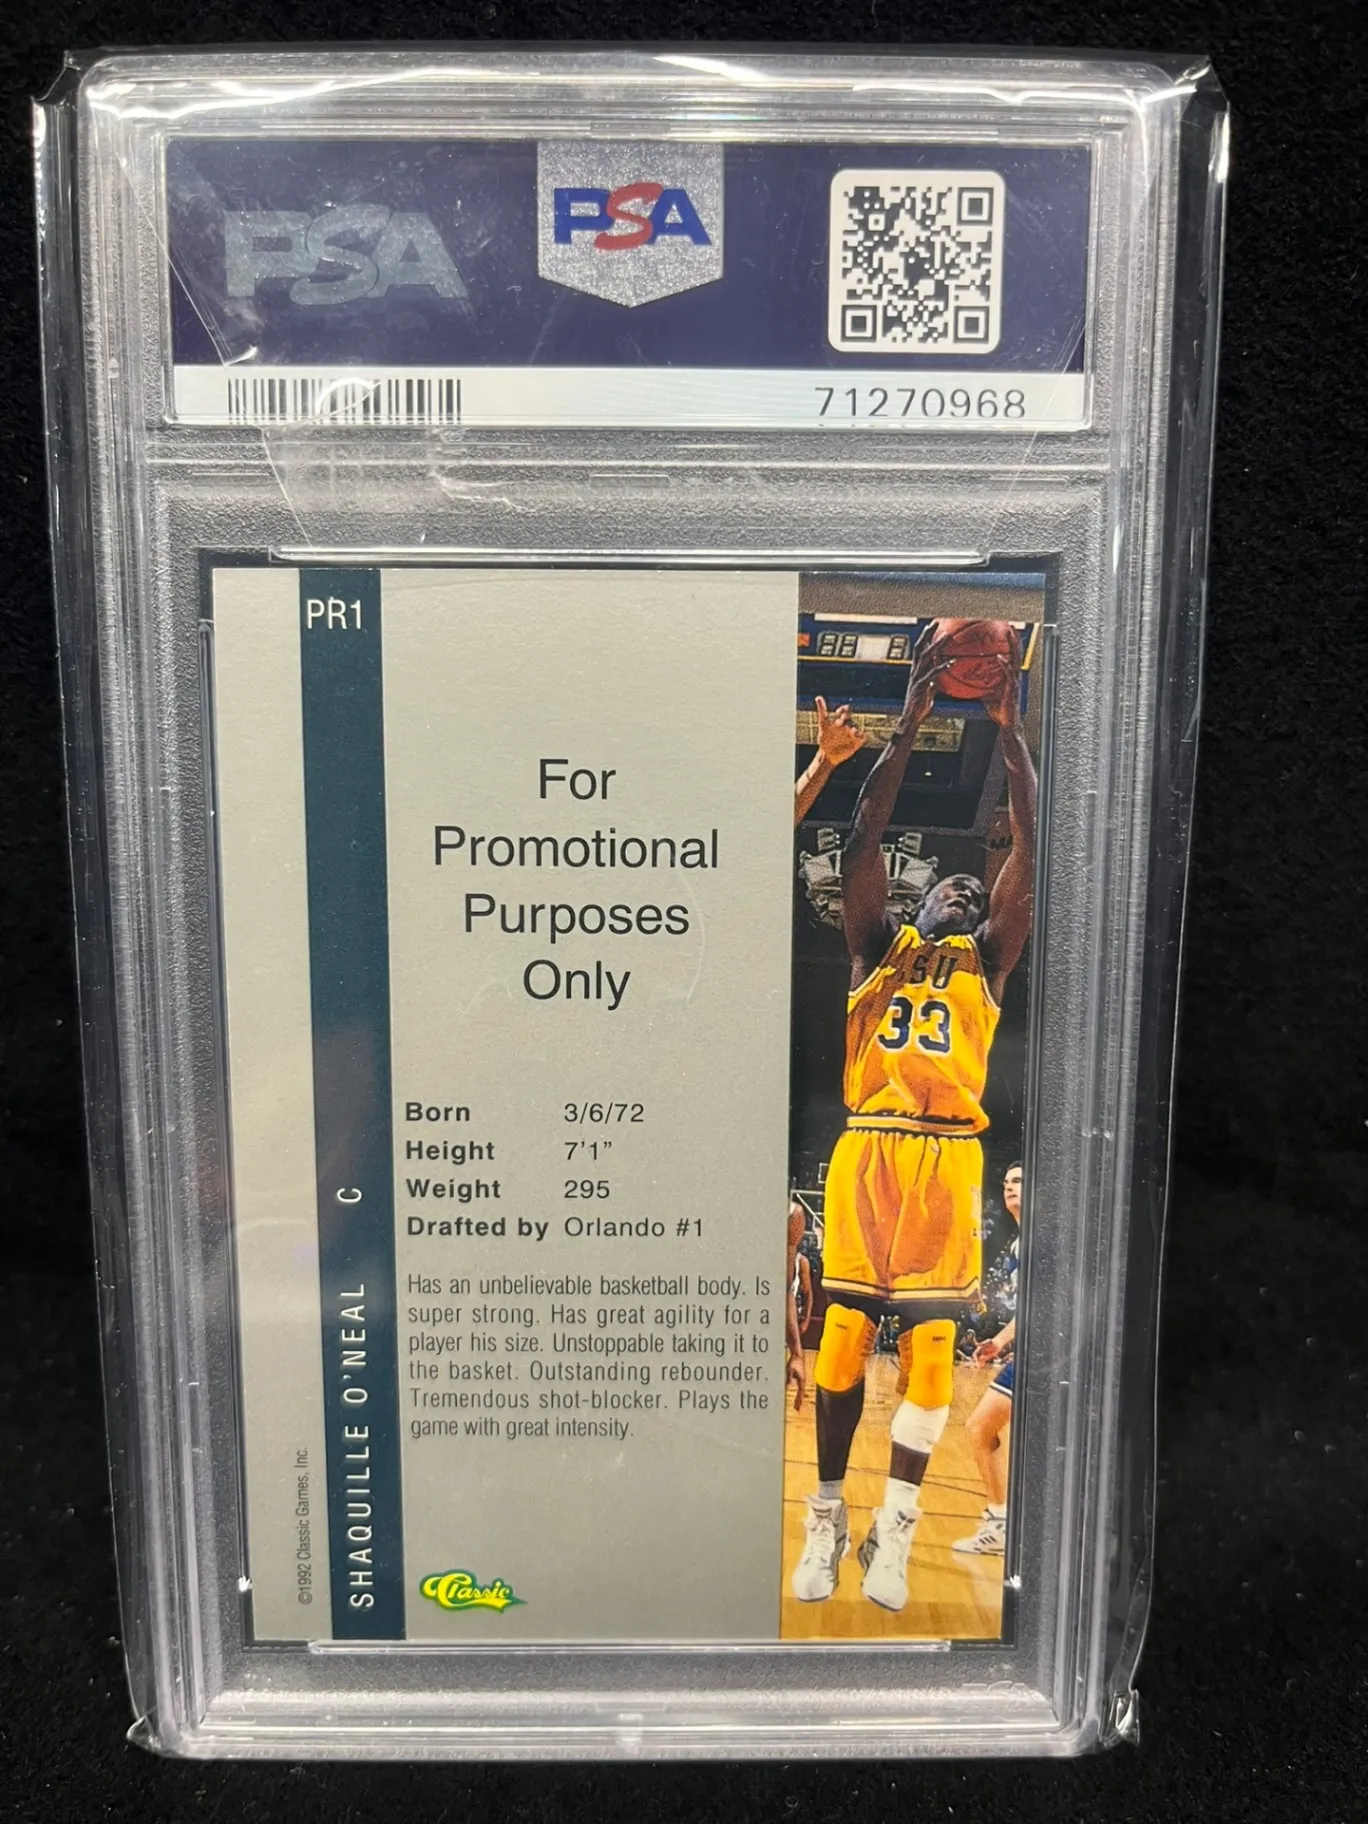 PSA
PSA
71270968
PR1
For
Promotional
Purposes
Only
LSU
33
Born 3/6/72
Height 7'1"
Weight 295
Drafted by Orlando #1
Has an unbelievable basketball body. Is
super strong. Has great agility for a
player his size. Unstoppable taking it to
the basket. Outstanding rebounder.
Tremendous shot-blocker. Plays the
game with great intensity.
SHAQUILLE O'NEAL C
©1992 Classic Games, Inc.
Classic